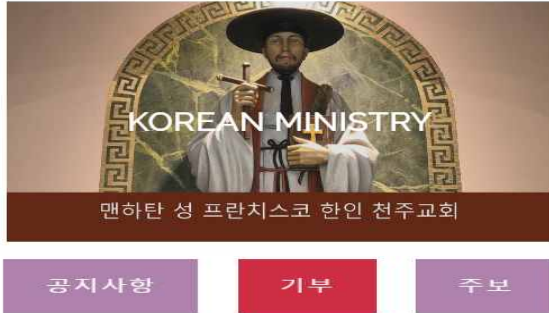 KOREAN MINISTRY
맨하탄 성 프란치스코 한인 천주교회
공지사항
기부
주보